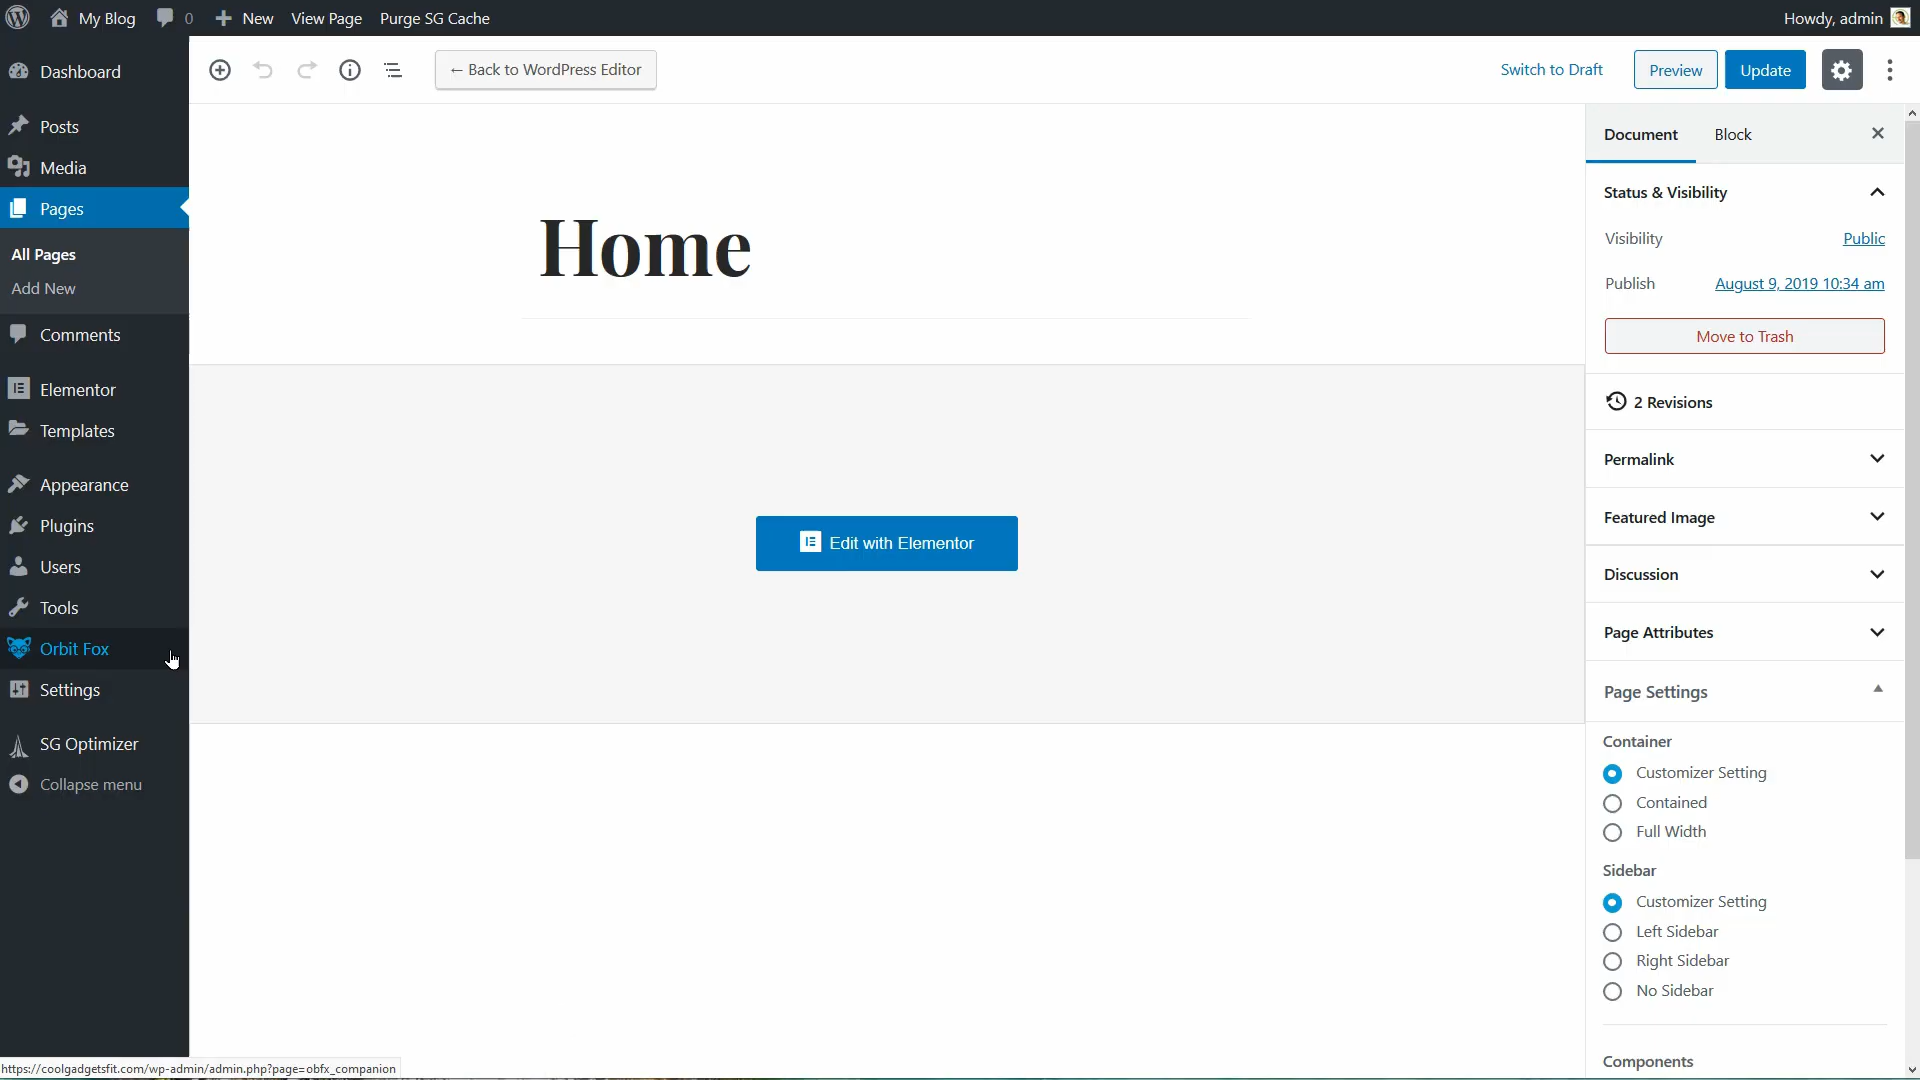 My Blog 0 New View Page Purge SG Cache Howdy, admin
Dashboard
Posts
Media
Pages
All Pages
Add New
Comments
Elementor
Templates
Appearance
Plugins
Users
Tools
Orbit Fox
Settings
SG Optimizer
Collapse menu
← Back to WordPress Editor Switch to Draft Preview Update
Home
Edit with Elementor
Document Block
Status & Visibility
Visibility Public
Publish August 9, 2019 10:34 am
Move to Trash
2 Revisions
Permalink
Featured Image
Discussion
Page Attributes
Page Settings
Container
Customizer Setting
Contained
Full Width
Sidebar
Customizer Setting
Left Sidebar
Right Sidebar
No Sidebar
Components
https://coolgadgetsfit.com/wp-admin/admin.php?page=obfx_companion